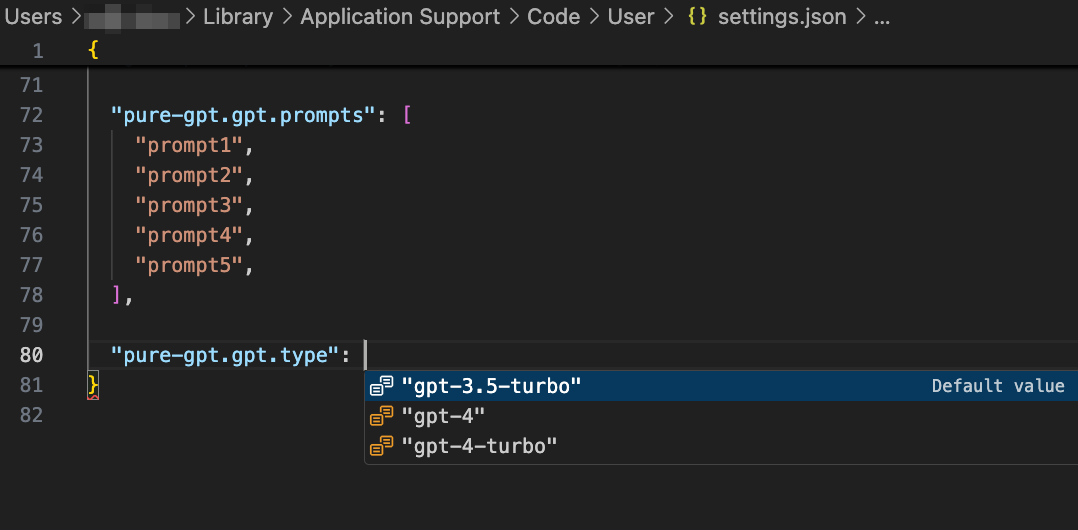 Users > > Library > Application Support > Code > User > {} settings.json > ...
1 {
71
72 "pure-gpt.gpt.prompts": [
73 "prompt1",
74 "prompt2",
75 "prompt3",
76 "prompt4",
77 "prompt5",
78 ],
79
80 "pure-gpt.gpt.type":
"gpt-3.5-turbo" Default value
81 }
"gpt-4"
82
"gpt-4-turbo"